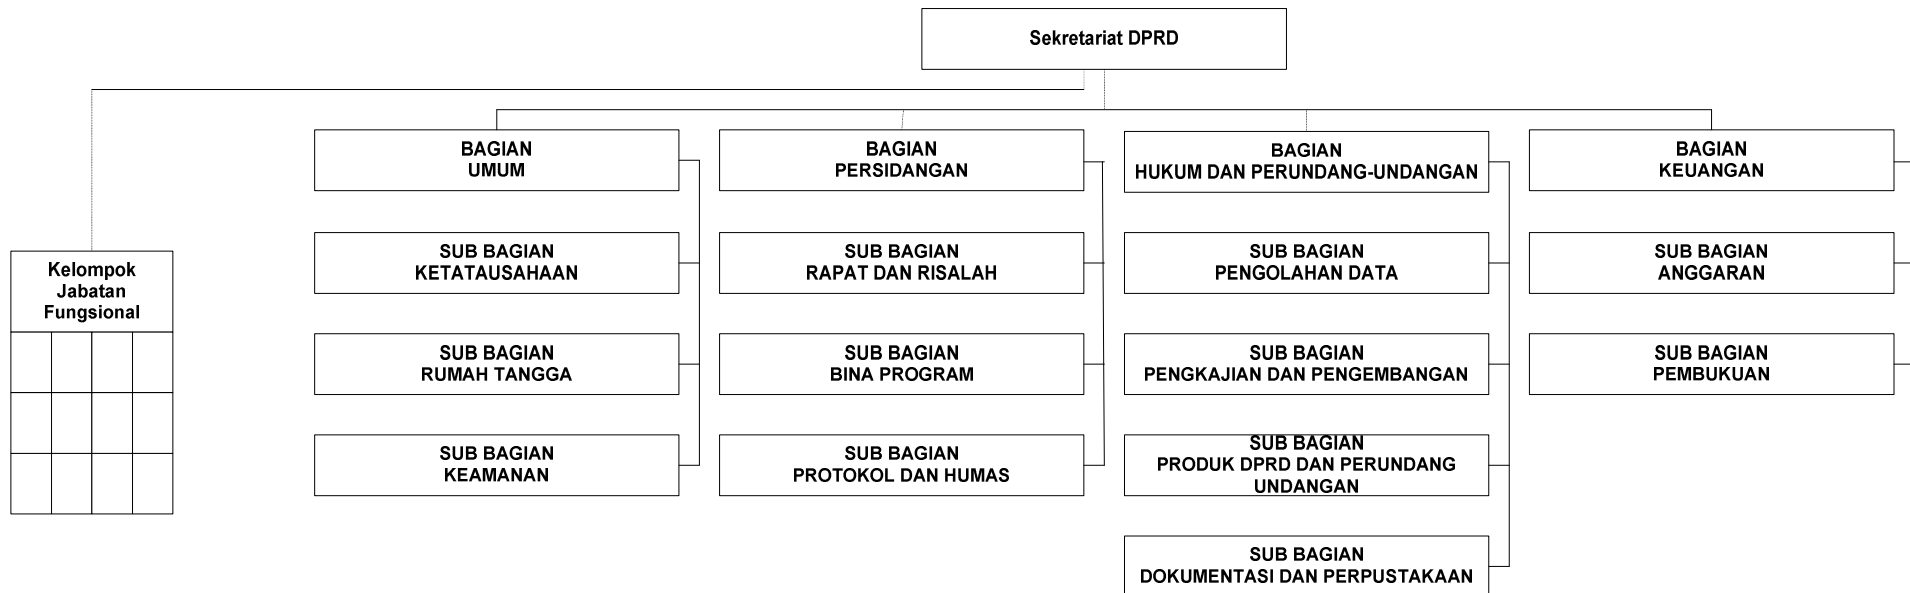 Sekretariat DPRD
BAGIAN
UMUM
BAGIAN
PERSIDANGAN
BAGIAN
HUKUM DAN PERUNDANG-UNDANGAN
BAGIAN
KEUANGAN
Kelompok
Jabatan
Fungsional
SUB BAGIAN
KETATAUSAHAAN
SUB BAGIAN
RAPAT DAN RISALAH
SUB BAGIAN
PENGOLAHAN DATA
SUB BAGIAN
ANGGARAN
SUB BAGIAN
RUMAH TANGGA
SUB BAGIAN
BINA PROGRAM
SUB BAGIAN
PENGKAJIAN DAN PENGEMBANGAN
SUB BAGIAN
PEMBUKUAN
SUB BAGIAN
KEAMANAN
SUB BAGIAN
PROTOKOL DAN HUMAS
SUB BAGIAN
PRODUK DPRD DAN PERUNDANG
UNDANGAN
SUB BAGIAN
DOKUMENTASI DAN PERPUSTAKAAN